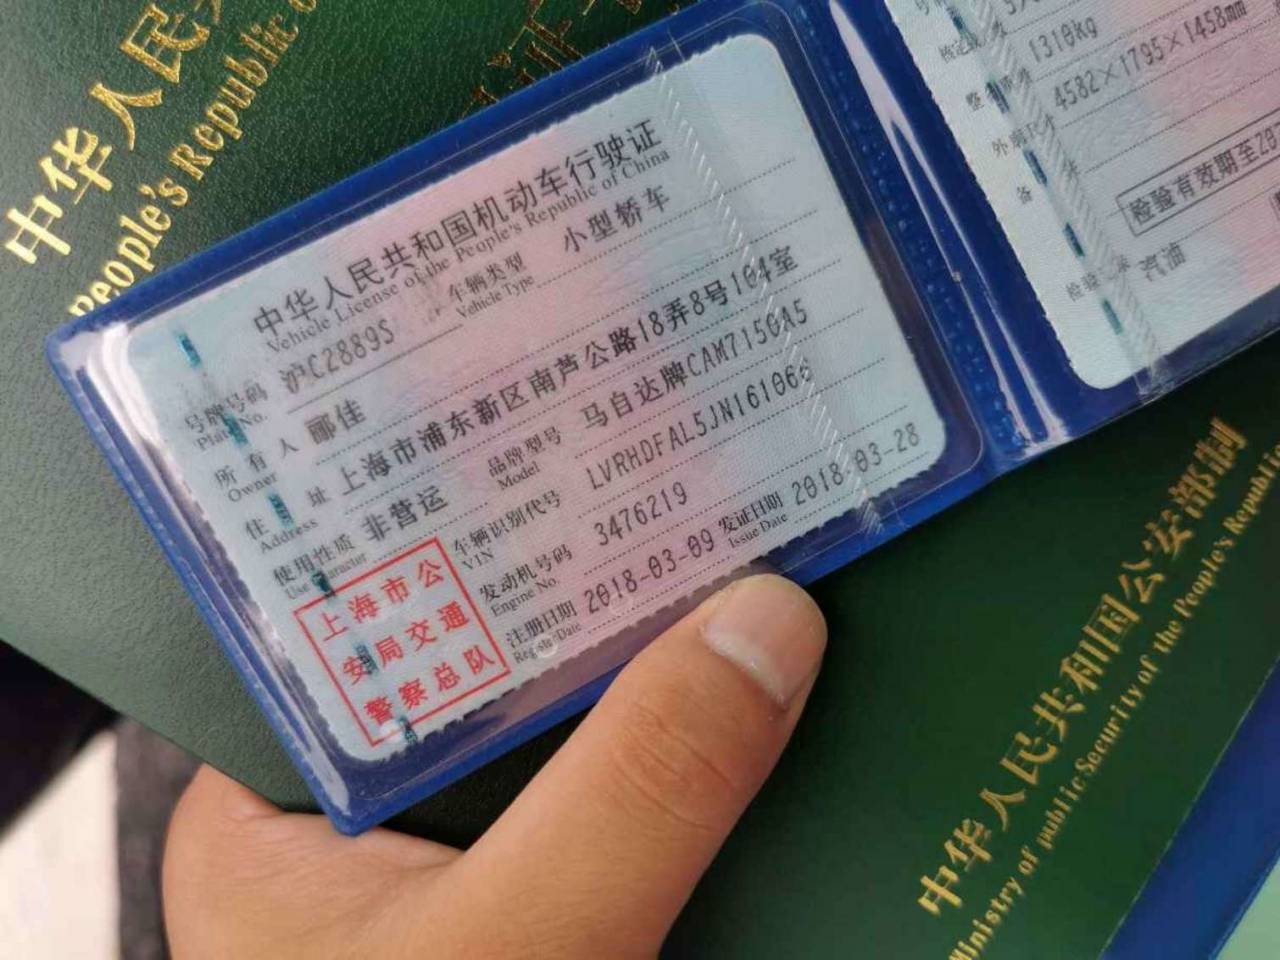 中华人民
People's Republic
中华人民共和国机动车行驶证
Vehicle License of the People's Republic of China
号牌号码 沪C2889S 车辆类型 小型轿车
Plate No. Vehicle Type
所有人 郦佳
Owner
住址 上海市浦东新区南芦公路18弄8号104室
Address
使用性质 非营运 品牌型号 马自达牌CAM7150A5
Use Character Model
车辆识别代号 LVRHDFAL5JN161066
VIN
发动机号码 3476219
Engine No.
注册日期 2018-03-09 发证日期 2018-03-28
Register Date Issue Date
上海市公
安局交通
警察总队
1310kg
4582×1795×1458mm
备
检验有效期至20
汽油
中华人民共和国公安部制
Ministry of public Security of the People's Republic